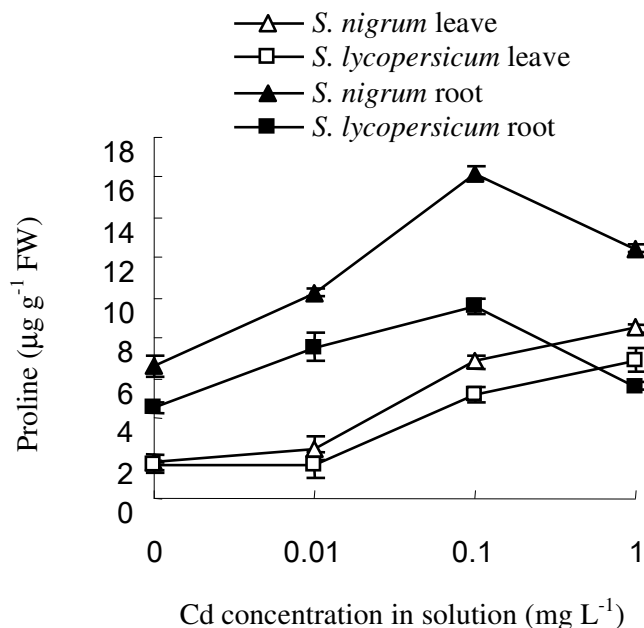 S. nigrum leave
S. lycopersicum leave
S. nigrum root
S. lycopersicum root
18
16
14
12
10
8
6
4
2
0
Proline (µg g-1 FW)
0 0.01 0.1 1
Cd concentration in solution (mg L-1)